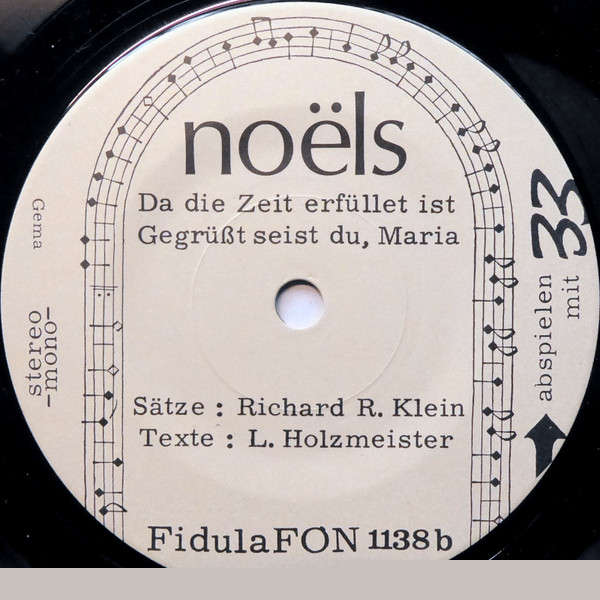 noëls
Da die Zeit erfüllet ist
Gegrüßt seist du, Maria
Gema
stereo
-mono-
abspielen
mit 33
Sätze : Richard R. Klein
Texte : L. Holzmeister
FidulaFON 1138b